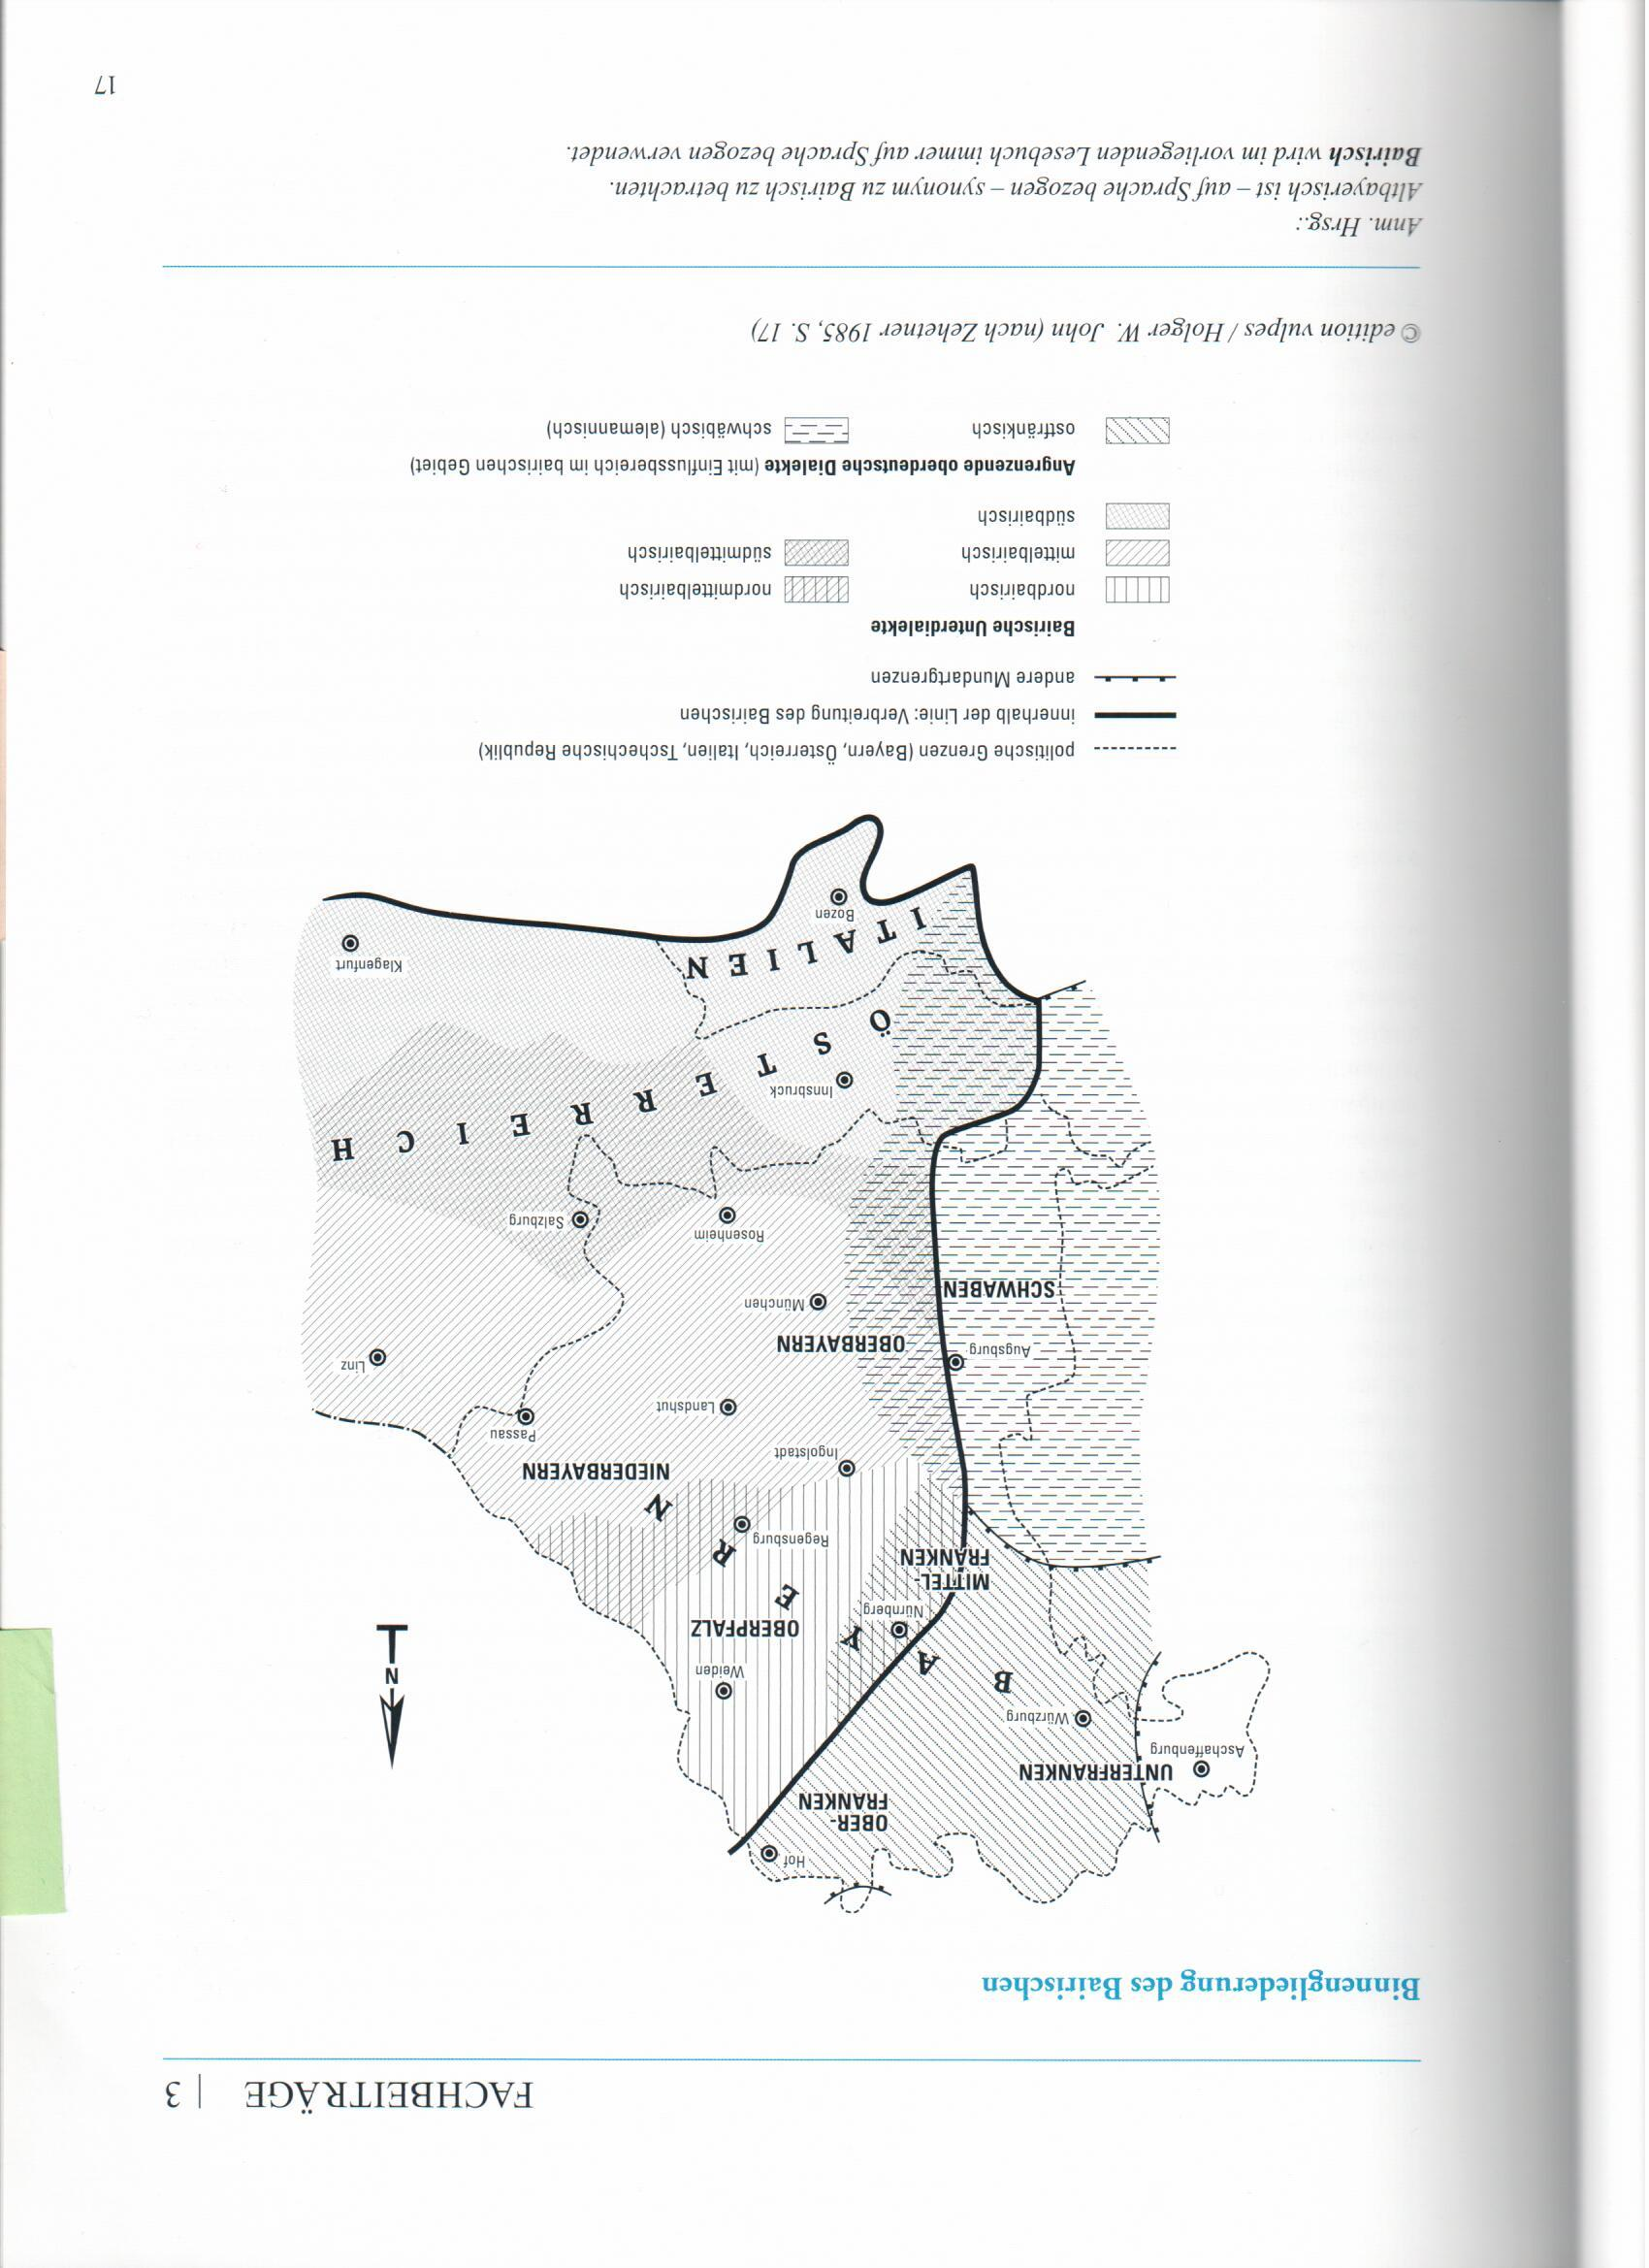 FACHBEITRÄGE | 3
Binnengliederung des Bairischen
Hof
OBER-
FRANKEN
UNTERFRANKEN
Aschaffenburg
Würzburg
Weiden
N
B A Y E R N
OBERPFALZ
Nürnberg
MITTEL-
FRANKEN
Regensburg
NIEDERBAYERN
Ingolstadt
Passau
Landshut
Augsburg
Linz
OBERBAYERN
München
SCHWABEN
Rosenheim
Salzburg
Ö S T E R R E I C H
Innsbruck
I T A L I E N
Klagenfurt
Bozen
politische Grenzen (Bayern, Österreich, Italien, Tschechische Republik)
innerhalb der Linie: Verbreitung des Bairischen
andere Mundartgrenzen
Bairische Unterdialekte
nordbairisch nordmittelbairisch
mittelbairisch südmittelbairisch
südbairisch
Angrenzende oberdeutsche Dialekte (mit Einflussbereich im bairischen Gebiet)
ostfränkisch schwäbisch (alemannisch)
© edition vulpes / Holger W. John (nach Zehetner 1985, S. 17)
Anm. Hrsg.:
Altbayerisch ist – auf Sprache bezogen – synonym zu Bairisch zu betrachten.
Bairisch wird im vorliegenden Lesebuch immer auf Sprache bezogen verwendet.
17